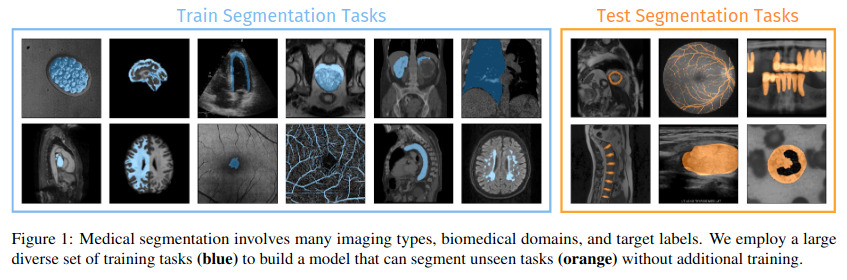 Train Segmentation Tasks
Test Segmentation Tasks
Figure 1: Medical segmentation involves many imaging types, biomedical domains, and target labels. We employ a large
diverse set of training tasks (blue) to build a model that can segment unseen tasks (orange) without additional training.